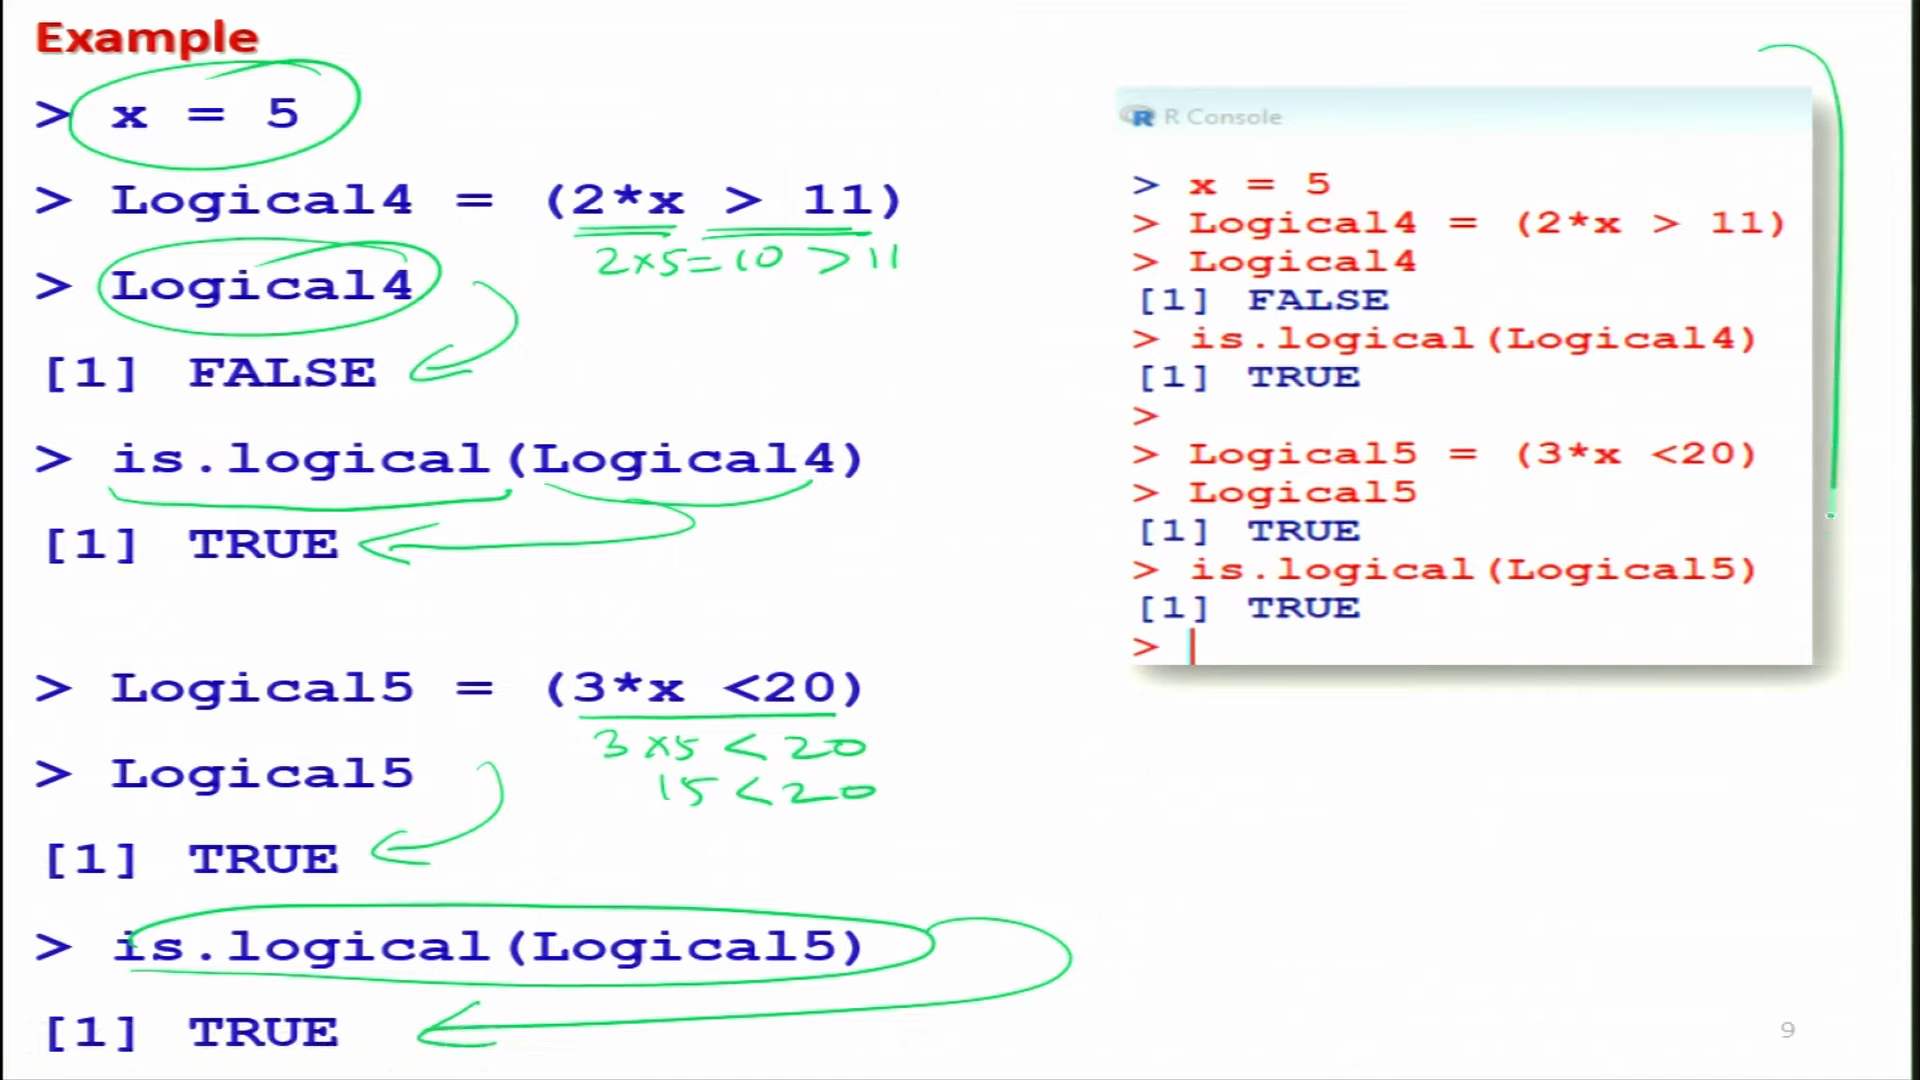 Example
> x = 5
> Logical4 = (2*x > 11)
2x5=10 >11
> Logical4
[1] FALSE
> is.logical(Logical4)
[1] TRUE
> Logical5 = (3*x <20)
3x5 < 20
> Logical5
15<20
[1] TRUE
> is.logical(Logical5)
[1] TRUE
R R Console
> x = 5
> Logical4 = (2*x > 11)
> Logical4
[1] FALSE
> is.logical(Logical4)
[1] TRUE
>
> Logical5 = (3*x <20)
> Logical5
[1] TRUE
> is.logical(Logical5)
[1] TRUE
>
9